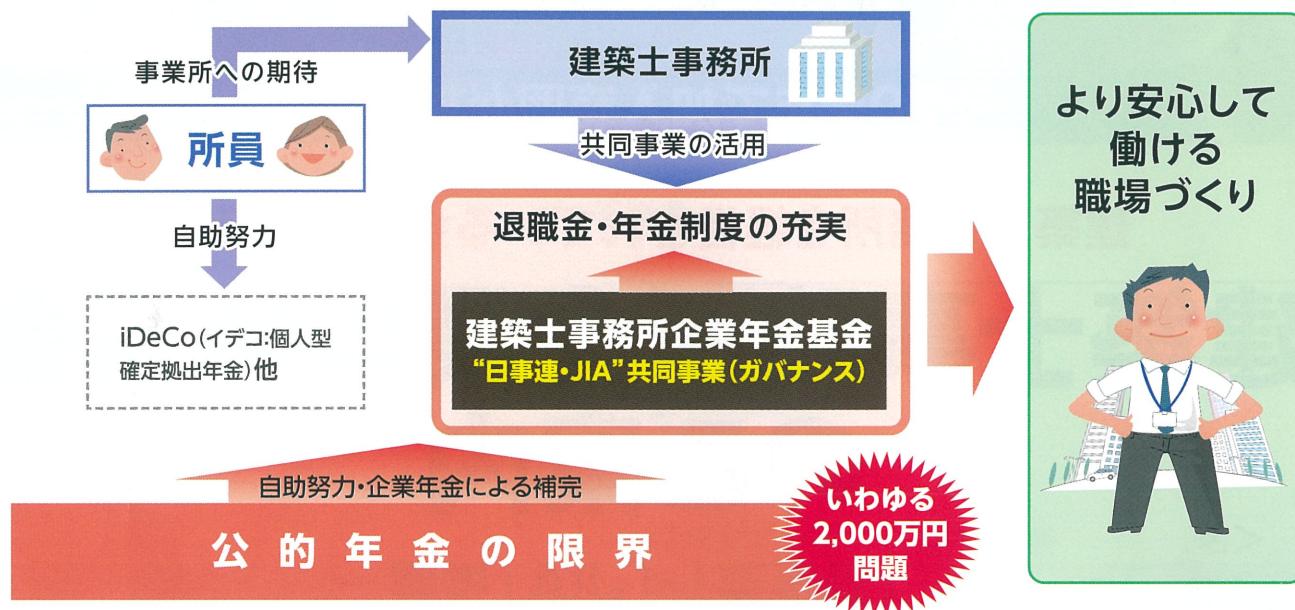 事業所への期待
建築士事務所
所員
共同事業の活用
自助努力
退職金・年金制度の充実
iDeCo(イデコ:個人型
確定拠出年金)他
建築士事務所企業年金基金
“日事連・JIA”共同事業(ガバナンス)
自助努力・企業年金による補完
公的年金の限界
いわゆる
2,000万円
問題
より安心して
働ける
職場づくり